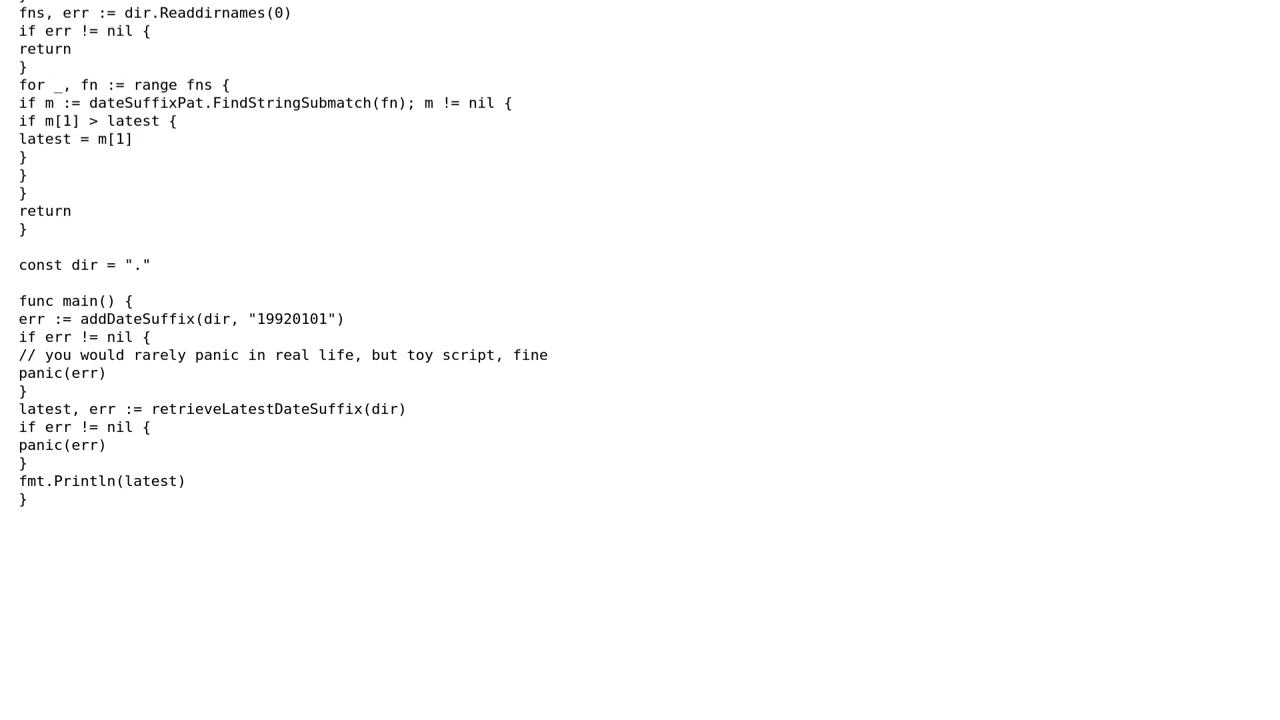 fns, err := dir.Readdirnames(0)
if err != nil {
return
}
for _, fn := range fns {
if m := dateSuffixPat.FindStringSubmatch(fn); m != nil {
if m[1] > latest {
latest = m[1]
}
}
}
return
}

const dir = "."

func main() {
err := addDateSuffix(dir, "19920101")
if err != nil {
// you would rarely panic in real life, but toy script, fine
panic(err)
}
latest, err := retrieveLatestDateSuffix(dir)
if err != nil {
panic(err)
}
fmt.Println(latest)
}